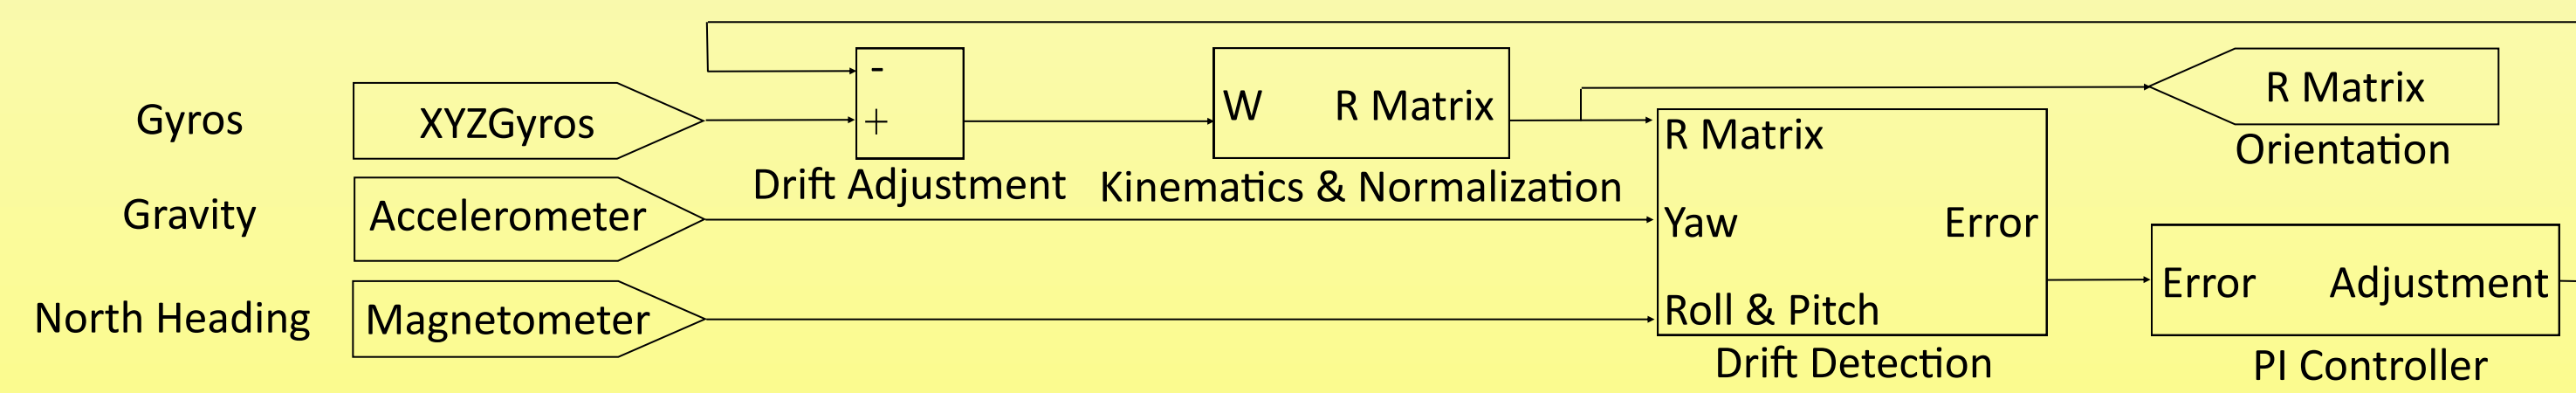 -
Gyros
XYZGyros
+
W
R Matrix
R Matrix
R Matrix
Orientation
Drift Adjustment
Kinematics & Normalization
Gravity
Accelerometer
Yaw
Error
North Heading
Magnetometer
Roll & Pitch
Drift Detection
Error
Adjustment
PI Controller